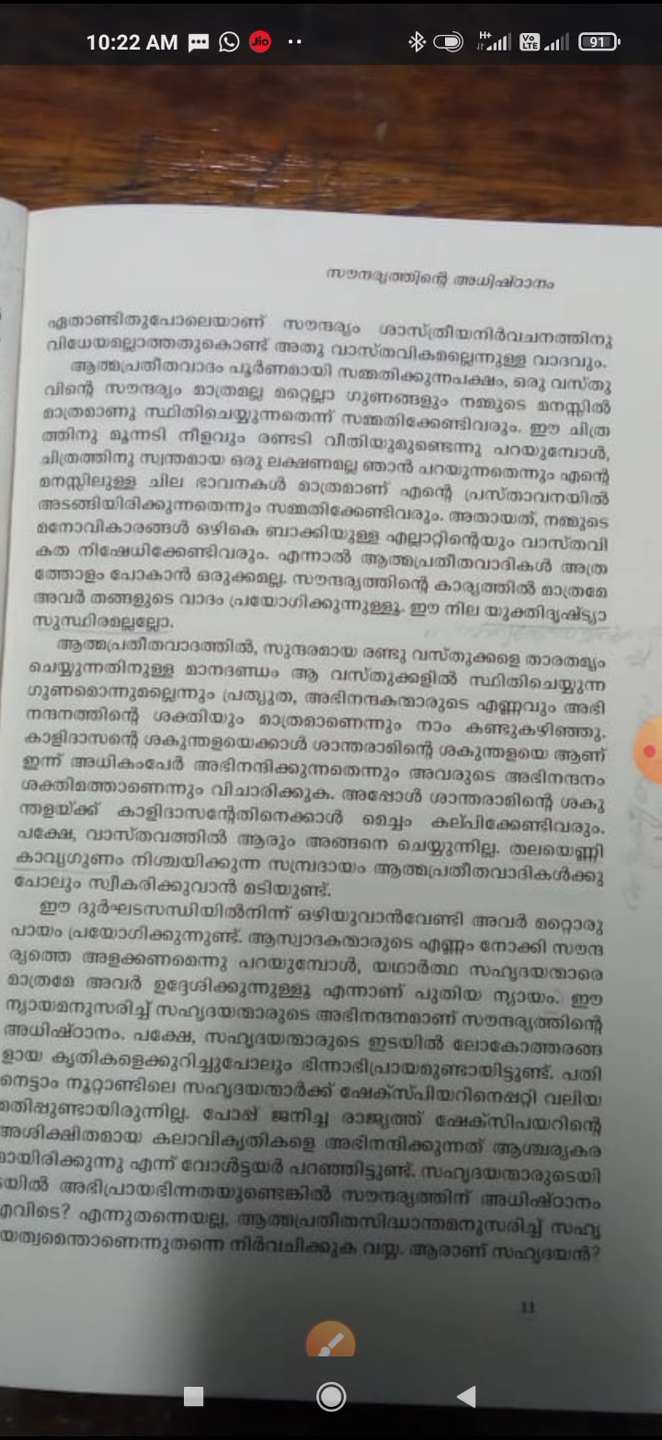 10:22 AM
Jio
H+
Vo LTE
91
സൗന്ദര്യത്തിന്റെ അധിഷ്ഠാനം
ഏതാണ്ടിതുപോലെയാണ് സൗന്ദര്യം ശാസ്ത്രീയനിർവചനത്തിനു
വിധേയമല്ലാത്തതുകൊണ്ട് അതു വാസ്തവികമല്ലെന്നുള്ള വാദവും.
ആത്മപ്രതീതവാദം പൂർണമായി സമ്മതിക്കുന്നപക്ഷം, ഒരു വസ്തു
വിന്റെ സൗന്ദര്യം മാത്രമല്ല മറ്റെല്ലാ ഗുണങ്ങളും നമ്മുടെ മനസ്സിൽ
മാത്രമാണു സ്ഥിതിചെയ്യുന്നതെന്ന് സമ്മതിക്കേണ്ടിവരും. ഈ ചിത്ര
ത്തിനു മൂന്നടി നീളവും രണ്ടടി വീതിയുമുണ്ടെന്നു പറയുമ്പോൾ,
ചിത്രത്തിനു സ്വന്തമായ ഒരു ലക്ഷണമല്ല ഞാൻ പറയുന്നതെന്നും എന്റെ
മനസ്സിലുള്ള ചില ഭാവനകൾ മാത്രമാണ് എന്റെ പ്രസ്താവനയിൽ
അടങ്ങിയിരിക്കുന്നതെന്നും സമ്മതിക്കേണ്ടിവരും. അതായത്, നമ്മുടെ
മനോവികാരങ്ങൾ ഒഴികെ ബാക്കിയുള്ള എല്ലാറ്റിന്റെയും വാസ്തവി
കത നിഷേധിക്കേണ്ടിവരും. എന്നാൽ ആത്മപ്രതീതവാദികൾ അത്ര
ത്തോളം പോകാൻ ഒരുക്കമല്ല. സൗന്ദര്യത്തിന്റെ കാര്യത്തിൽ മാത്രമേ
അവർ തങ്ങളുടെ വാദം പ്രയോഗിക്കുന്നുള്ളൂ. ഈ നില യുക്തിദൃഷ്ട്യാ
സുസ്ഥിരമല്ലല്ലോ.
ആത്മപ്രതീതവാദത്തിൽ, സുന്ദരമായ രണ്ടു വസ്തുക്കളെ താരതമ്യം
ചെയ്യുന്നതിനുള്ള മാനദണ്ഡം ആ വസ്തുക്കളിൽ സ്ഥിതിചെയ്യുന്ന
ഗുണമൊന്നുമല്ലെന്നും പ്രത്യുത, അഭിനന്ദകന്മാരുടെ എണ്ണവും അഭി
നന്ദനത്തിന്റെ ശക്തിയും മാത്രമാണെന്നും നാം കണ്ടുകഴിഞ്ഞു.
കാളിദാസന്റെ ശകുന്തളയെക്കാൾ ശാന്തരാമിന്റെ ശകുന്തളയെ ആണ്
ഇന്ന് അധികംപേർ അഭിനന്ദിക്കുന്നതെന്നും അവരുടെ അഭിനന്ദനം
ശക്തിമത്താണെന്നും വിചാരിക്കുക. അപ്പോൾ ശാന്തരാമിന്റെ ശകു
ന്തളയ്ക്ക് കാളിദാസന്റേതിനെക്കാൾ മെച്ചം കല്പിക്കേണ്ടിവരും.
പക്ഷേ, വാസ്തവത്തിൽ ആരും അങ്ങനെ ചെയ്യുന്നില്ല. തലയെണ്ണി
കാവ്യഗുണം നിശ്ചയിക്കുന്ന സമ്പ്രദായം ആത്മപ്രതീതവാദികൾക്കു
പോലും സ്വീകരിക്കുവാൻ മടിയുണ്ട്.
ഈ ദുർഘടസന്ധിയിൽനിന്ന് ഒഴിയുവാൻവേണ്ടി അവർ മറ്റൊരു
പായം പ്രയോഗിക്കുന്നുണ്ട്. ആസ്വാദകന്മാരുടെ എണ്ണം നോക്കി സൗന്ദ
ര്യത്തെ അളക്കണമെന്നു പറയുമ്പോൾ, യഥാർത്ഥ സഹൃദയന്മാരെ
മാത്രമേ അവർ ഉദ്ദേശിക്കുന്നുള്ളൂ എന്നാണ് പുതിയ ന്യായം. ഈ
ന്യായമനുസരിച്ച് സഹൃദയന്മാരുടെ അഭിനന്ദനമാണ് സൗന്ദര്യത്തിന്റെ
അധിഷ്ഠാനം. പക്ഷേ, സഹൃദയന്മാരുടെ ഇടയിൽ ലോകോത്തരങ്ങ
ളായ കൃതികളെക്കുറിച്ചുപോലും ഭിന്നാഭിപ്രായമുണ്ടായിട്ടുണ്ട്. പതി
നെട്ടാം നൂറ്റാണ്ടിലെ സഹൃദയന്മാർക്ക് ഷേക്സ്പിയറിനെപ്പറ്റി വലിയ
മതിപ്പുണ്ടായിരുന്നില്ല. പോപ്പ് ജനിച്ച രാജ്യത്ത് ഷേക്സിപയറിന്റെ
അശിക്ഷിതമായ കലാവികൃതികളെ അഭിനന്ദിക്കുന്നത് ആശ്ചര്യകര
മായിരിക്കുന്നു എന്ന് വോൾട്ടയർ പറഞ്ഞിട്ടുണ്ട്. സഹൃദയന്മാരുടെയി
ടയിൽ അഭിപ്രായഭിന്നതയുണ്ടെങ്കിൽ സൗന്ദര്യത്തിന് അധിഷ്ഠാനം
എവിടെ? എന്നുതന്നെയല്ല, ആത്മപ്രതീതസിദ്ധാന്തമനുസരിച്ച് സഹൃ
യത്വമെന്താണെന്നുതന്നെ നിർവചിക്കുക വയ്യ. ആരാണ് സഹൃദയൻ?
11